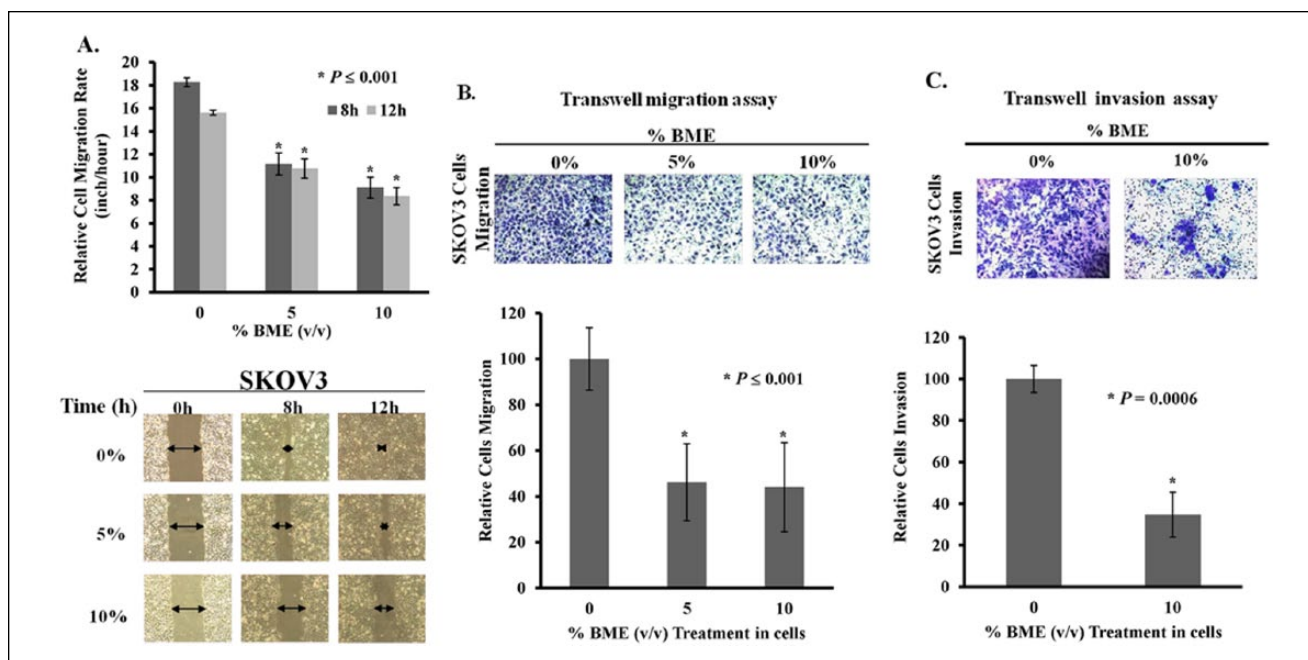 A.
Relative Cell Migration Rate
(inch/hour)
20
18
16
14
12
10
8
6
4
2
0
* P ≤ 0.001
8h
12h
*
*
*
*
0
5
10
% BME (v/v)
SKOV3
Time (h)
0h
8h
12h
0%
5%
10%
B.
Transwell migration assay
% BME
0%
5%
10%
SKOV3 Cells
Migration
Relative Cells Migration
120
100
80
60
40
20
0
* P ≤ 0.001
*
*
0
5
10
% BME (v/v) Treatment in cells
C.
Transwell invasion assay
% BME
0%
10%
SKOV3 Cells
Invasion
Relative Cells Invasion
120
100
80
60
40
20
0
* P = 0.0006
*
0
10
% BME (v/v) Treatment in cells